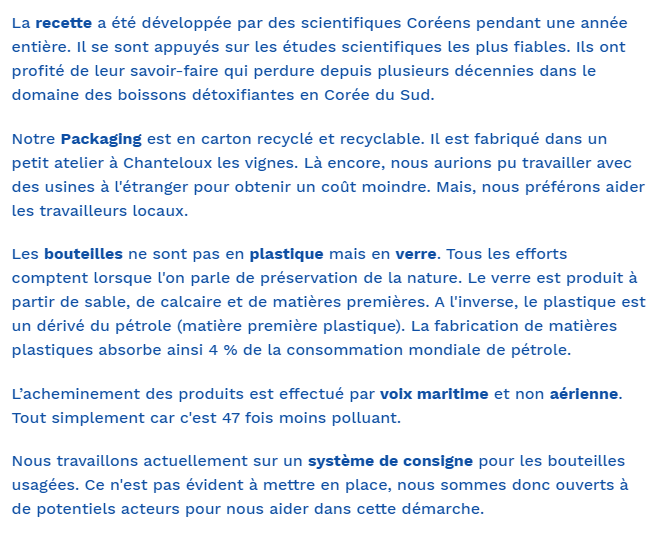 La recette a été développée par des scientifiques Coréens pendant une année
entière. Il se sont appuyés sur les études scientifiques les plus fiables. Ils ont
profité de leur savoir-faire qui perdure depuis plusieurs décennies dans le
domaine des boissons détoxifiantes en Corée du Sud.
Notre Packaging est en carton recyclé et recyclable. Il est fabriqué dans un
petit atelier à Chanteloux les vignes. Là encore, nous aurions pu travailler avec
des usines à l'étranger pour obtenir un coût moindre. Mais, nous préférons aider
les travailleurs locaux.
Les bouteilles ne sont pas en plastique mais en verre. Tous les efforts
comptent lorsque l'on parle de préservation de la nature. Le verre est produit à
partir de sable, de calcaire et de matières premières. A l'inverse, le plastique est
un dérivé du pétrole (matière première plastique). La fabrication de matières
plastiques absorbe ainsi 4 % de la consommation mondiale de pétrole.
L’acheminement des produits est effectué par voix maritime et non aérienne.
Tout simplement car c'est 47 fois moins polluant.
Nous travaillons actuellement sur un système de consigne pour les bouteilles
usagées. Ce n'est pas évident à mettre en place, nous sommes donc ouverts à
de potentiels acteurs pour nous aider dans cette démarche.